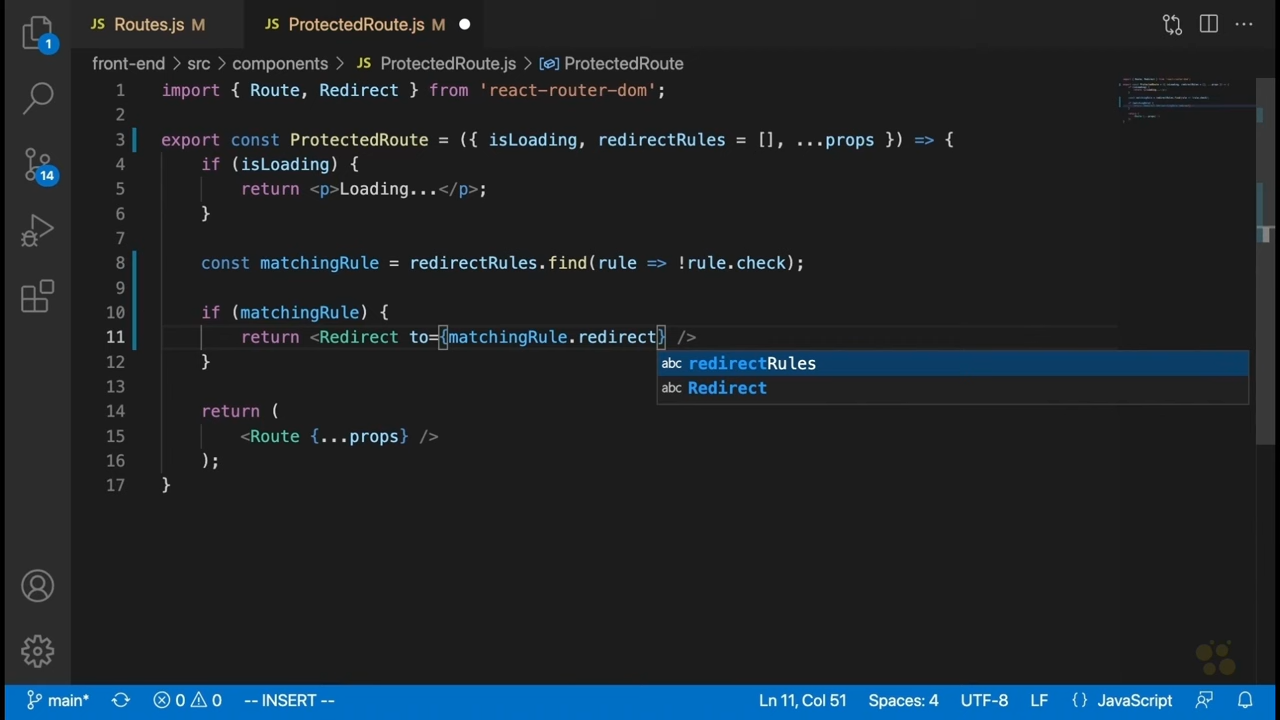 JS Routes.js M JS ProtectedRoute.js M
front-end > src > components > JS ProtectedRoute.js > ProtectedRoute
1 import { Route, Redirect } from 'react-router-dom';
2
3 export const ProtectedRoute = ({ isLoading, redirectRules = [], ...props }) => {
4 if (isLoading) {
5 return <p>Loading...</p>;
6 }
7
8 const matchingRule = redirectRules.find(rule => !rule.check);
9
10 if (matchingRule) {
11 return <Redirect to={matchingRule.redirect} />
abc redirectRules
12 }
abc Redirect
13
14 return (
15 <Route {...props} />
16 );
17 }
1
14
main* 0 0 -- INSERT -- Ln 11, Col 51 Spaces: 4 UTF-8 LF {} JavaScript